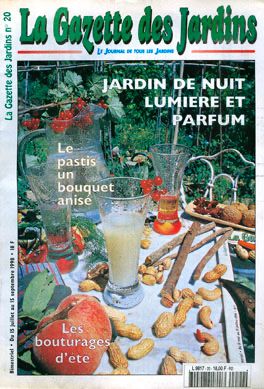 La Gazette des Jardins n° 20
La Gazette des Jardins
LE JOURNAL DE TOUS LES JARDINS
JARDIN DE NUIT
LUMIERE ET
PARFUM
Le
pastis
un
bouquet
anisé
Les
bouturages
d'été
Bimestriel - Du 15 juillet au 15 septembre 1998 - 18 F